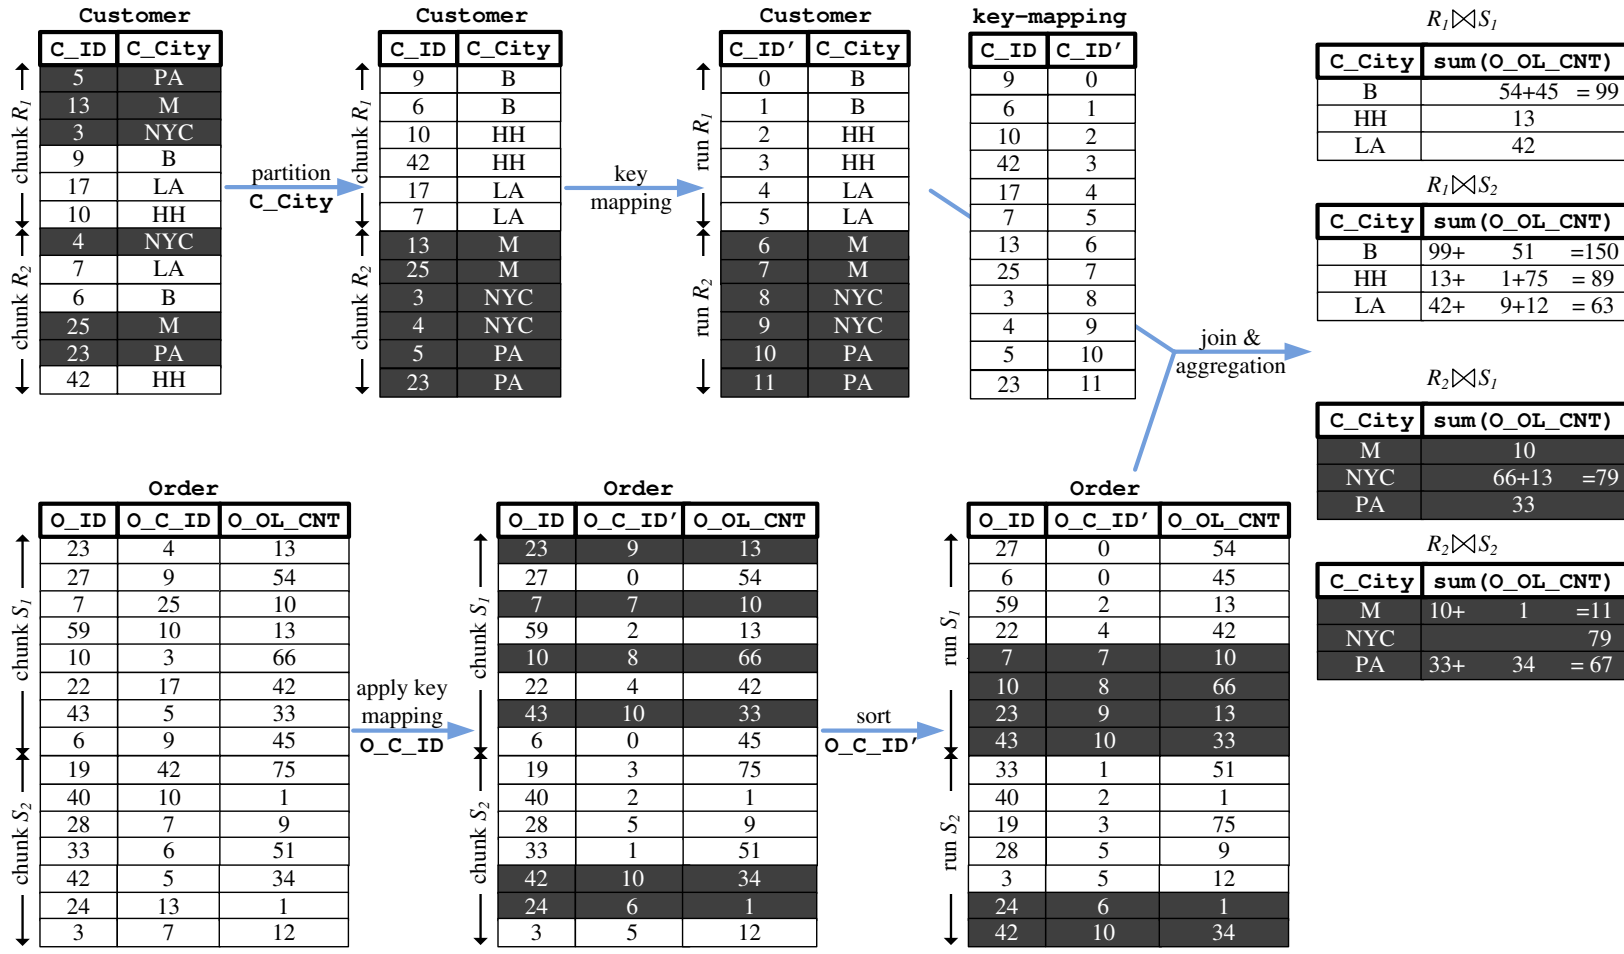 Customer
C_ID C_City
5 PA
13 M
3 NYC
9 B
17 LA
10 HH
4 NYC
7 LA
6 B
25 M
23 PA
42 HH
chunk R1
chunk R2
partition
C_City
Customer
C_ID C_City
9 B
6 B
10 HH
42 HH
17 LA
7 LA
13 M
25 M
3 NYC
4 NYC
5 PA
23 PA
chunk R1
chunk R2
key
mapping
Customer
C_ID' C_City
0 B
1 B
2 HH
3 HH
4 LA
5 LA
6 M
7 M
8 NYC
9 NYC
10 PA
11 PA
run R1
run R2
key-mapping
C_ID C_ID'
9 0
6 1
10 2
42 3
17 4
7 5
13 6
25 7
3 8
4 9
5 10
23 11
join &
aggregation
R1⋈S1
C_City sum(O_OL_CNT)
B 54+45 = 99
HH 13
LA 42
R1⋈S2
C_City sum(O_OL_CNT)
B 99+ 51 =150
HH 13+ 1+75 = 89
LA 42+ 9+12 = 63
R2⋈S1
C_City sum(O_OL_CNT)
M 10
NYC 66+13 =79
PA 33
R2⋈S2
C_City sum(O_OL_CNT)
M 10+ 1 =11
NYC 79
PA 33+ 34 = 67
Order
O_ID O_C_ID O_OL_CNT
23 4 13
27 9 54
7 25 10
59 10 13
10 3 66
22 17 42
43 5 33
6 9 45
19 42 75
40 10 1
28 7 9
33 6 51
42 5 34
24 13 1
3 7 12
chunk S1
chunk S2
apply key
mapping
O_C_ID
Order
O_ID O_C_ID' O_OL_CNT
23 9 13
27 0 54
7 7 10
59 2 13
10 8 66
22 4 42
43 10 33
6 0 45
19 3 75
40 2 1
28 5 9
33 1 51
42 10 34
24 6 1
3 5 12
chunk S1
chunk S2
sort
O_C_ID'
Order
O_ID O_C_ID' O_OL_CNT
27 0 54
6 0 45
59 2 13
22 4 42
7 7 10
10 8 66
23 9 13
43 10 33
33 1 51
40 2 1
19 3 75
28 5 9
3 5 12
24 6 1
42 10 34
run S1
run S2